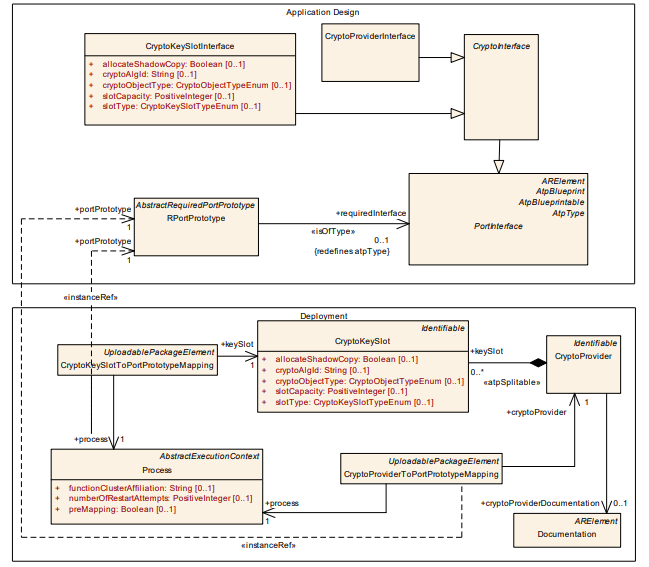 Application Design
CryptoKeySlotInterface
+ allocateShadowCopy: Boolean [0..1]
+ cryptoAlgId: String [0..1]
+ cryptoObjectType: CryptoObjectTypeEnum [0..1]
+ slotCapacity: PositiveInteger [0..1]
+ slotType: CryptoKeySlotTypeEnum [0..1]
CryptoProviderInterface
CryptoInterface
AbstractRequiredPortPrototype
RPortPrototype
+portPrototype
1
+portPrototype
1
+requiredInterface
«isOfType»
0..1
{redefines atpType}
ARElement
AtpBlueprint
AtpBlueprintable
AtpType
PortInterface
«instanceRef»
Deployment
UploadablePackageElement
CryptoKeySlotToPortPrototypeMapping
+keySlot
1
Identifiable
CryptoKeySlot
+ allocateShadowCopy: Boolean [0..1]
+ cryptoAlgId: String [0..1]
+ cryptoObjectType: CryptoObjectTypeEnum [0..1]
+ slotCapacity: PositiveInteger [0..1]
+ slotType: CryptoKeySlotTypeEnum [0..1]
+keySlot
0..*
«atpSplitable»
Identifiable
CryptoProvider
+cryptoProvider
1
+process
1
AbstractExecutionContext
Process
+ functionClusterAffiliation: String [0..1]
+ numberOfRestartAttempts: PositiveInteger [0..1]
+ preMapping: Boolean [0..1]
UploadablePackageElement
CryptoProviderToPortPrototypeMapping
+process
1
+cryptoProviderDocumentation
0..1
ARElement
Documentation
«instanceRef»